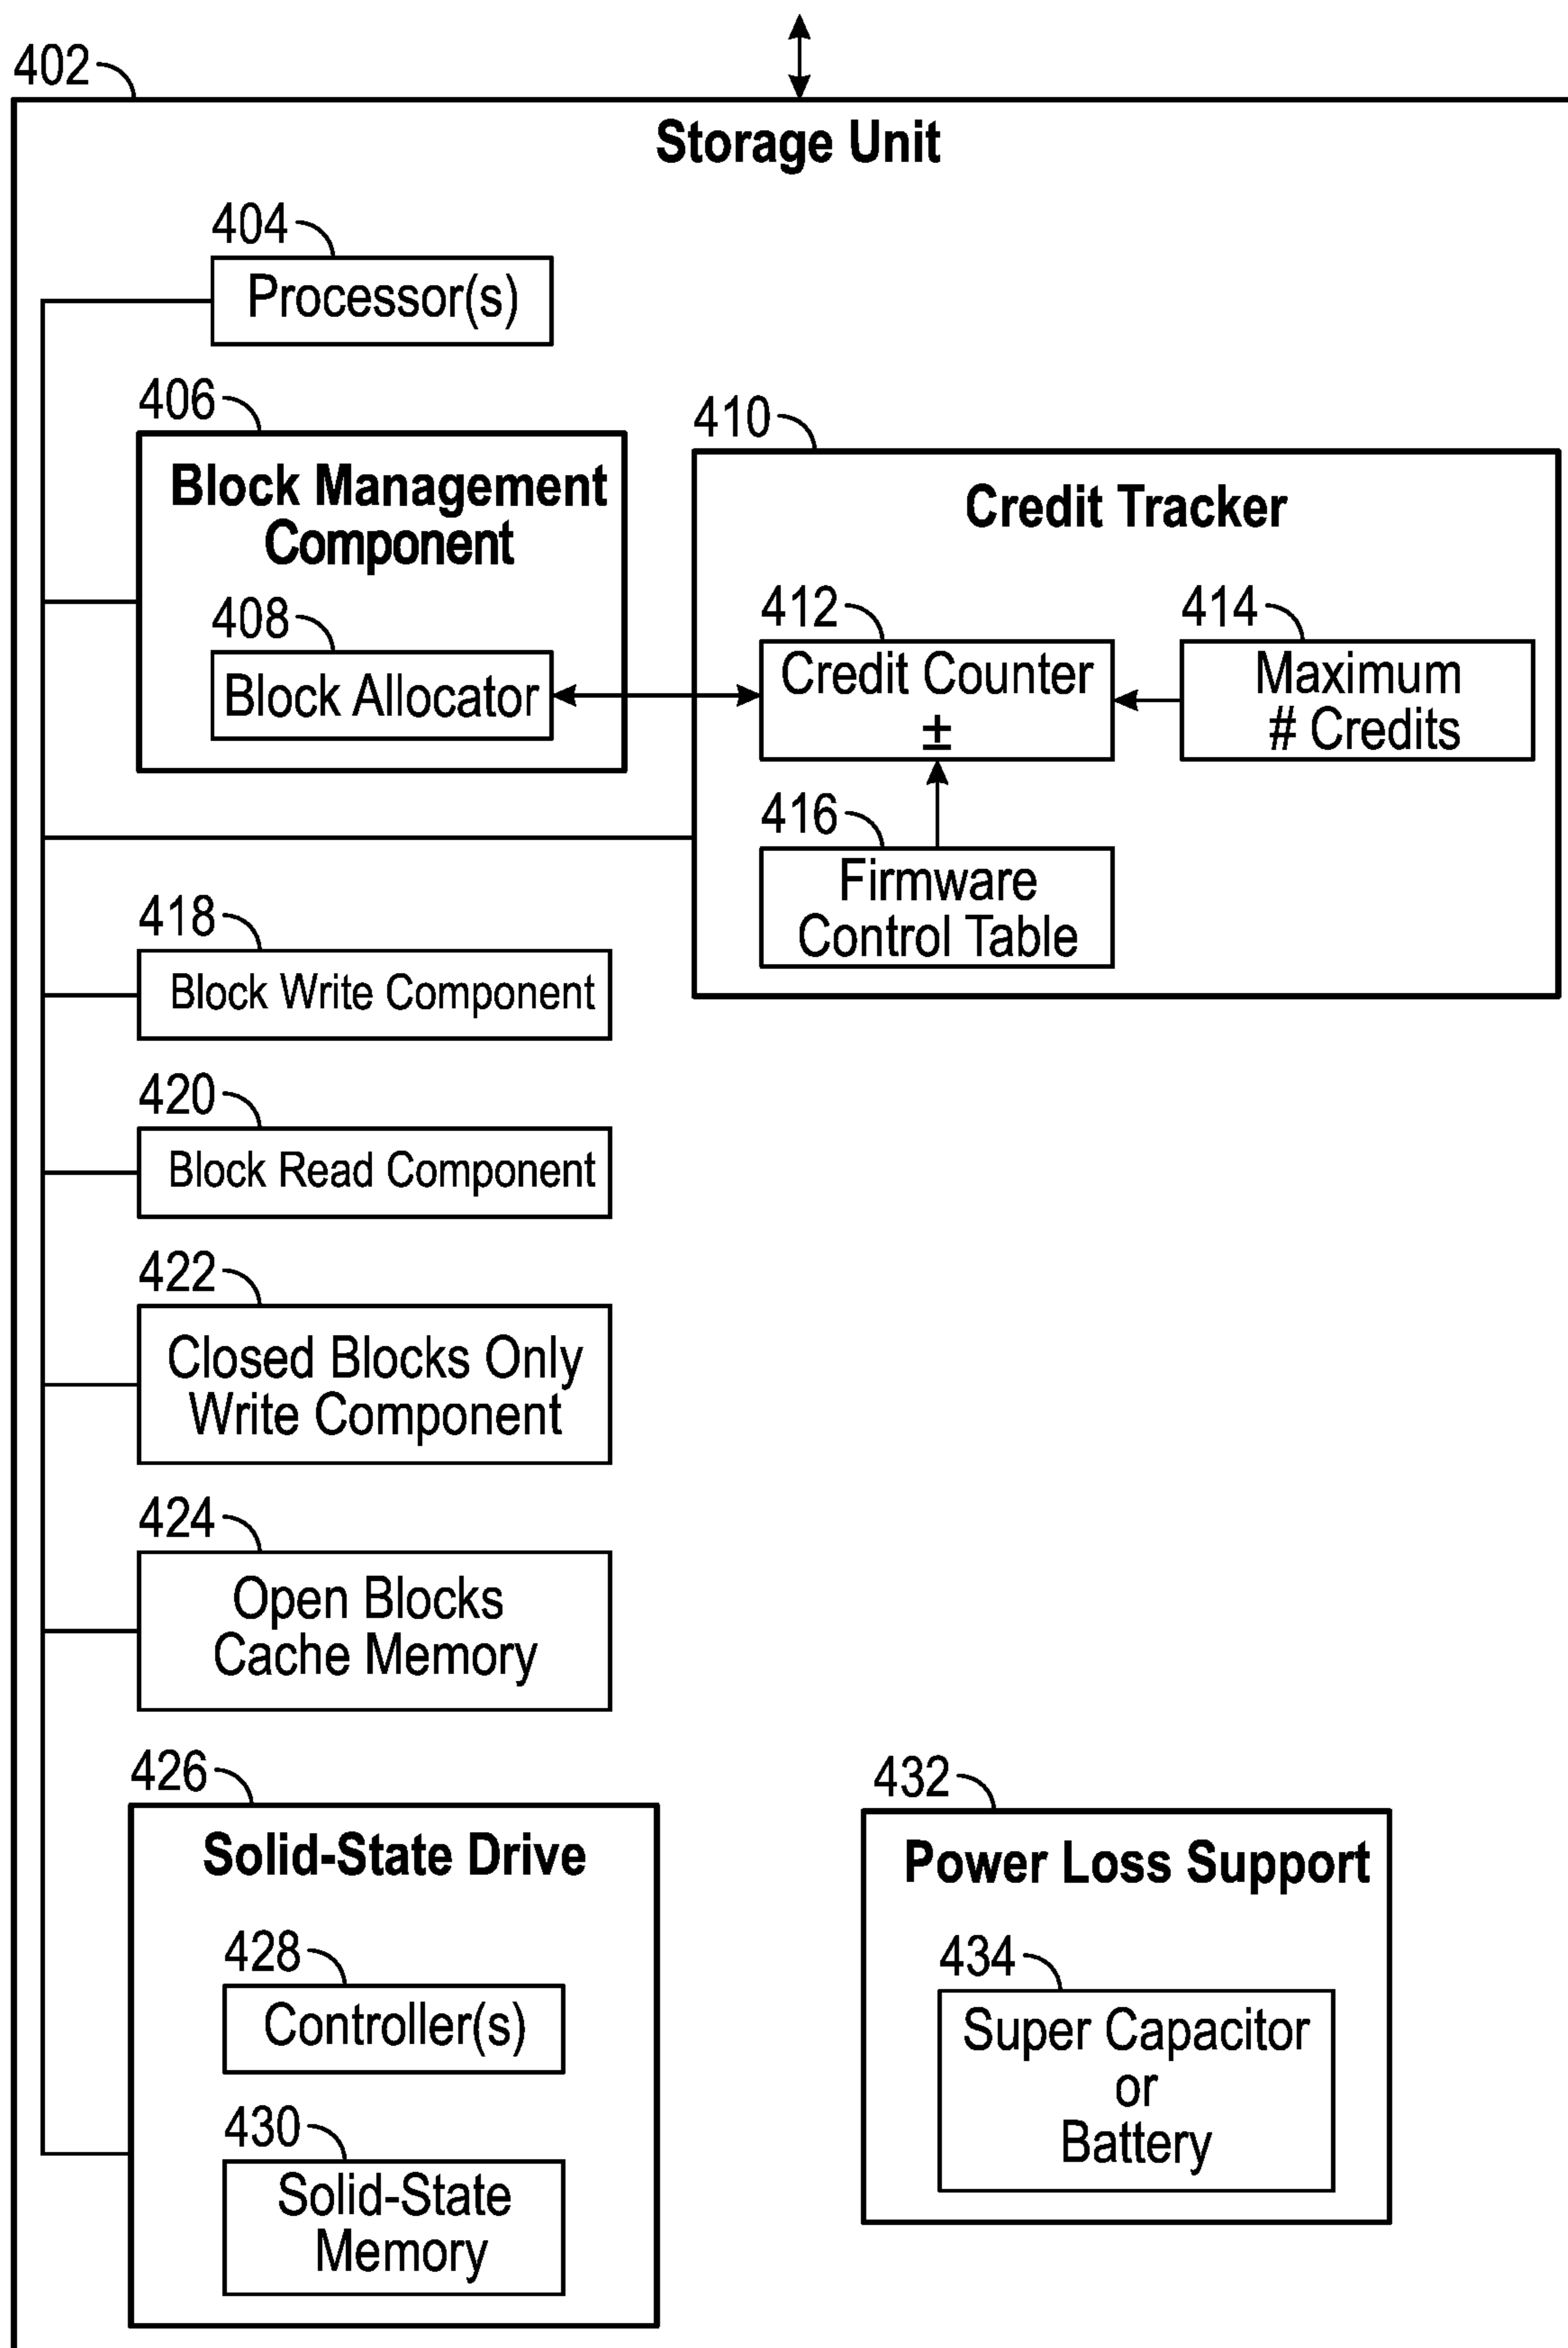 402
Storage Unit
404
Processor(s)
406
Block Management
Component
408
Block Allocator
410
Credit Tracker
412
Credit Counter
±
414
Maximum
# Credits
416
Firmware
Control Table
418
Block Write Component
420
Block Read Component
422
Closed Blocks Only
Write Component
424
Open Blocks
Cache Memory
426
Solid-State Drive
428
Controller(s)
430
Solid-State
Memory
432
Power Loss Support
434
Super Capacitor
or
Battery